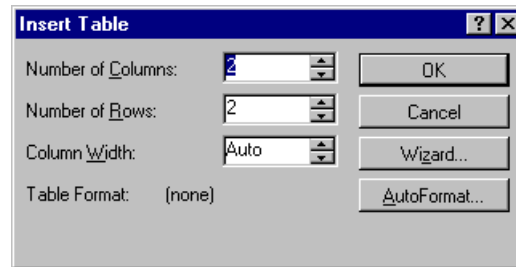 Insert Table
Number of Columns: 2 OK
Number of Rows: 2 Cancel
Column Width: Auto Wizard...
Table Format: (none) AutoFormat...